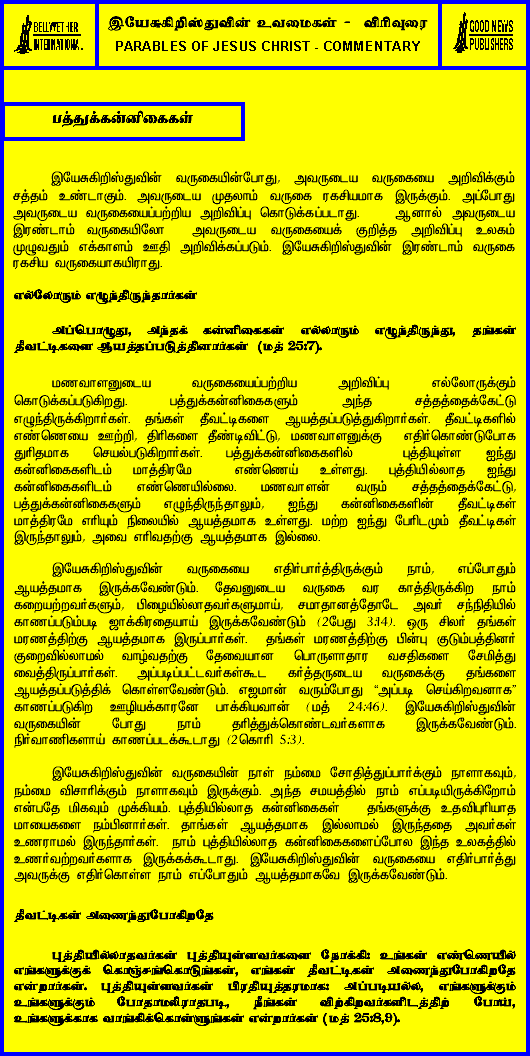 BELLWETHER
INTERNATIONAL
இயேசுகிறிஸ்துவின் உவமைகள் - விரிவுரை
PARABLES OF JESUS CHRIST - COMMENTARY
GOOD NEWS
PUBLISHERS
பத்துக்கன்னிகைகள்
இயேசுகிறிஸ்துவின் வருகையின்போது, அவருடைய வருகையை அறிவிக்கும்
சத்தம் உண்டாகும். அவருடைய முதலாம் வருகை ரகசியமாக இருக்கும். அப்போது
அவருடைய வருகையைப்பற்றிய அறிவிப்பு கொடுக்கப்படாது. ஆனால் அவருடைய
இரண்டாம் வருகையிலோ அவருடைய வருகையைக் குறித்த அறிவிப்பு உலகம்
முழுவதும் எக்காளம் ஊதி அறிவிக்கப்படும். இயேசுகிறிஸ்துவின் இரண்டாம் வருகை
ரகசிய வருகையாகயிராது.
எல்லோரும் எழுந்திருந்தார்கள்
அப்பொழுது, அந்தக் கன்னிகைகள் எல்லாரும் எழுந்திருந்து, தங்கள்
தீவட்டிகளை ஆயத்தப்படுத்தினார்கள் (மத் 25:7).
மணவாளனுடைய வருகையைப்பற்றிய அறிவிப்பு எல்லோருக்கும்
கொடுக்கப்படுகிறது. பத்துக்கன்னிகைகளும் அந்த சத்தத்தைக்கேட்டு
எழுந்திருக்கிறார்கள். தங்கள் தீவட்டிகளை ஆயத்தப்படுத்துகிறார்கள். தீவட்டிகளில்
எண்ணெயை ஊற்றி, திரிகளை தீண்டிவிட்டு, மணவாளனுக்கு எதிர்கொண்டுபோக
துரிதமாக செயல்படுகிறார்கள். பத்துக்கன்னிகைகளில் புத்தியுள்ள ஐந்து
கன்னிகைகளிடம் மாத்திரமே எண்ணெய் உள்ளது. புத்தியில்லாத ஐந்து
கன்னிகைகளிடம் எண்ணெயில்லை. மணவாளன் வரும் சத்தத்தைக்கேட்டு,
பத்துக்கன்னிகைகளும் எழுந்திருந்தாலும், ஐந்து கன்னிகைகளின் தீவட்டிகள்
மாத்திரமே எரியும் நிலையில் ஆயத்தமாக உள்ளது. மற்ற ஐந்து பேரிடமும் தீவட்டிகள்
இருந்தாலும், அவை எரிவதற்கு ஆயத்தமாக இல்லை.
இயேசுகிறிஸ்துவின் வருகையை எதிர்பார்த்திருக்கும் நாம், எப்போதும்
ஆயத்தமாக இருக்கவேண்டும். தேவனுடைய வருகை வர காத்திருக்கிற நாம்
கறையற்றவர்களும், பிழையில்லாதவர்களுமாய், சமாதானத்தோடே அவர் சந்நிதியில்
காணப்படும்படி ஜாக்கிரதையாய் இருக்கவேண்டும் (2பேது 3:14). ஒரு சிலர் தங்கள்
மரணத்திற்கு ஆயத்தமாக இருப்பார்கள். தங்கள் மரணத்திற்கு பின்பு குடும்பத்தினர்
குறைவில்லாமல் வாழ்வதற்கு தேவையான பொருளாதார வசதிகளை சேமித்து
வைத்திருப்பார்கள். அப்படிப்பட்டவர்கள்கூட கர்த்தருடைய வருகைக்கு தங்களை
ஆயத்தப்படுத்திக் கொள்ளவேண்டும். எஜமான் வரும்போது “அப்படி செய்கிறவனாக”
காணப்படுகிற ஊழியக்காரனே பாக்கியவான் (மத் 24:46). இயேசுகிறிஸ்துவின்
வருகையின் போது நாம் தரித்துக்கொண்டவர்களாக இருக்கவேண்டும்.
நிர்வாணிகளாய் காணப்படக்கூடாது (2கொரி 5:3).
இயேசுகிறிஸ்துவின் வருகையின் நாள் நம்மை சோதித்துப்பார்க்கும் நாளாகவும்,
நம்மை விசாரிக்கும் நாளாகவும் இருக்கும். அந்த சமயத்தில் நாம் எப்படியிருக்கிறோம்
என்பதே மிகவும் முக்கியம். புத்தியில்லாத கன்னிகைகள் தங்களுக்கு உதவிபுரியாத
மாயைகளை நம்பினார்கள். தாங்கள் ஆயத்தமாக இல்லாமல் இருந்ததை அவர்கள்
உணராமல் இருந்தார்கள். நாம் புத்தியில்லாத கன்னிகைகளைப்போல இந்த உலகத்தில்
உணர்வற்றவர்களாக இருக்கக்கூடாது. இயேசுகிறிஸ்துவின் வருகையை எதிர்பார்த்து
அவருக்கு எதிர்கொள்ள நாம் எப்போதும் ஆயத்தமாகவே இருக்கவேண்டும்.
தீவட்டிகள் அணைந்துபோகிறதே
புத்தியில்லாதவர்கள் புத்தியுள்ளவர்களை நோக்கி: உங்கள் எண்ணெயில்
எங்களுக்குக் கொஞ்சங்கொடுங்கள், எங்கள் தீவட்டிகள் அணைந்துபோகிறதே
என்றார்கள். புத்தியுள்ளவர்கள் பிரதியுத்தரமாக: அப்படியல்ல, எங்களுக்கும்
உங்களுக்கும் போதாமலிராதபடி, நீங்கள் விற்கிறவர்களிடத்திற் போய்,
உங்களுக்காக வாங்கிக்கொள்ளுங்கள் என்றார்கள் (மத் 25:8,9).